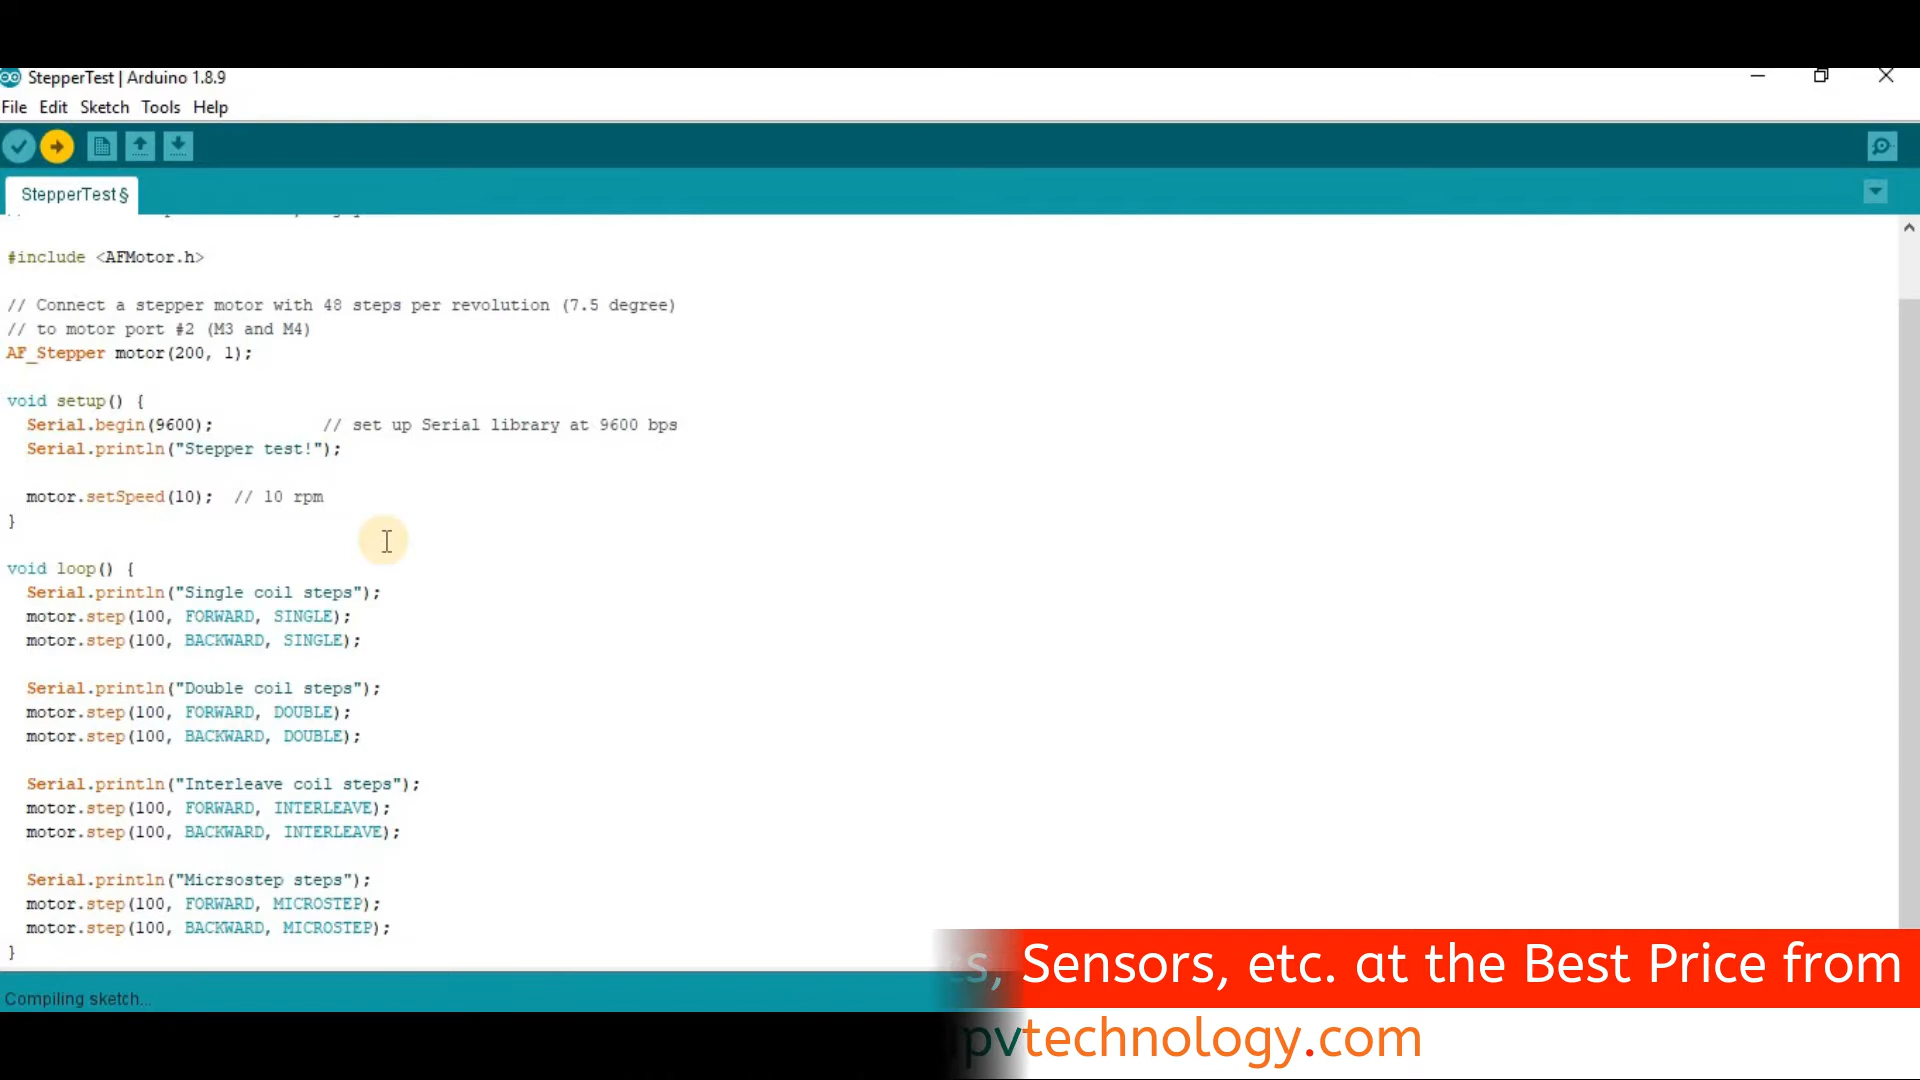 StepperTest | Arduino 1.8.9
File Edit Sketch Tools Help
StepperTest §
#include <AFMotor.h>
// Connect a stepper motor with 48 steps per revolution (7.5 degree)
// to motor port #2 (M3 and M4)
AF_Stepper motor(200, 1);
void setup() {
Serial.begin(9600); // set up Serial library at 9600 bps
Serial.println("Stepper test!");
motor.setSpeed(10); // 10 rpm
}
void loop() {
Serial.println("Single coil steps");
motor.step(100, FORWARD, SINGLE);
motor.step(100, BACKWARD, SINGLE);
Serial.println("Double coil steps");
motor.step(100, FORWARD, DOUBLE);
motor.step(100, BACKWARD, DOUBLE);
Serial.println("Interleave coil steps");
motor.step(100, FORWARD, INTERLEAVE);
motor.step(100, BACKWARD, INTERLEAVE);
Serial.println("Micrsostep steps");
motor.step(100, FORWARD, MICROSTEP);
motor.step(100, BACKWARD, MICROSTEP);
}
Sensors, etc. at the Best Price from
Compiling sketch...
pvtechnology.com